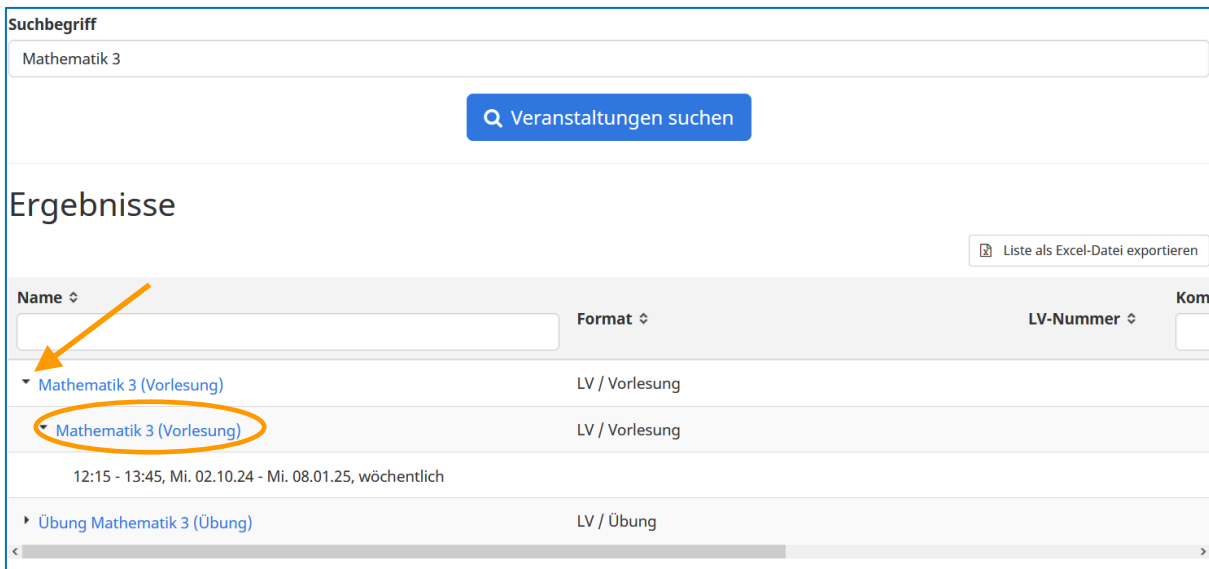 Suchbegriff
Mathematik 3
Veranstaltungen suchen
Ergebnisse
Liste als Excel-Datei exportieren
Name
Kom
Format
LV-Nummer
Mathematik 3 (Vorlesung) LV / Vorlesung
Mathematik 3 (Vorlesung) LV / Vorlesung
12:15 - 13:45, Mi. 02.10.24 - Mi. 08.01.25, wöchentlich
Übung Mathematik 3 (Übung) LV / Übung